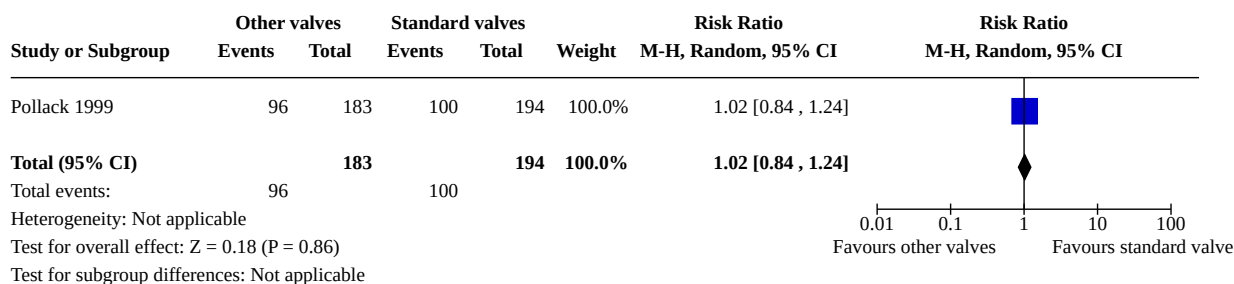 Other valves Standard valves Risk Ratio Risk Ratio
Study or Subgroup Events Total Events Total Weight M-H, Random, 95% CI M-H, Random, 95% CI
Pollack 1999 96 183 100 194 100.0% 1.02 [0.84 , 1.24]
Total (95% CI) 183 194 100.0% 1.02 [0.84 , 1.24]
Total events: 96 100
Heterogeneity: Not applicable 0.01 0.1 1 10 100
Test for overall effect: Z = 0.18 (P = 0.86) Favours other valves Favours standard valve
Test for subgroup differences: Not applicable